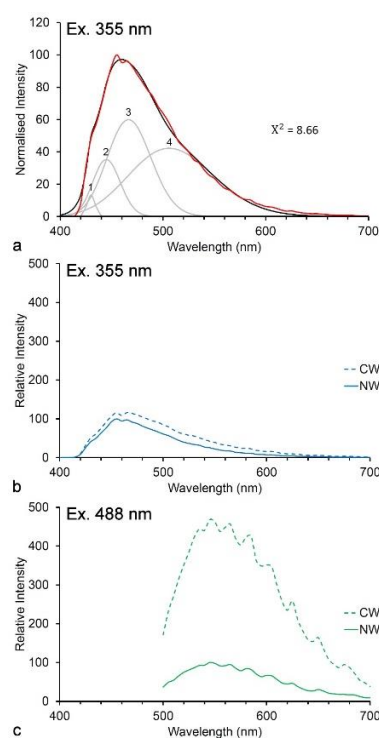 Ex. 355 nm
120
100
80
60
40
20
0
Normalised Intensity
1
2
3
4
X² = 8.66
400 500 600 700
Wavelength (nm)
a
Ex. 355 nm
500
400
300
200
100
0
Relative Intensity
CW
NW
400 500 600 700
Wavelength (nm)
b
Ex. 488 nm
500
400
300
200
100
0
Relative Intensity
CW
NW
400 500 600 700
Wavelength (nm)
c